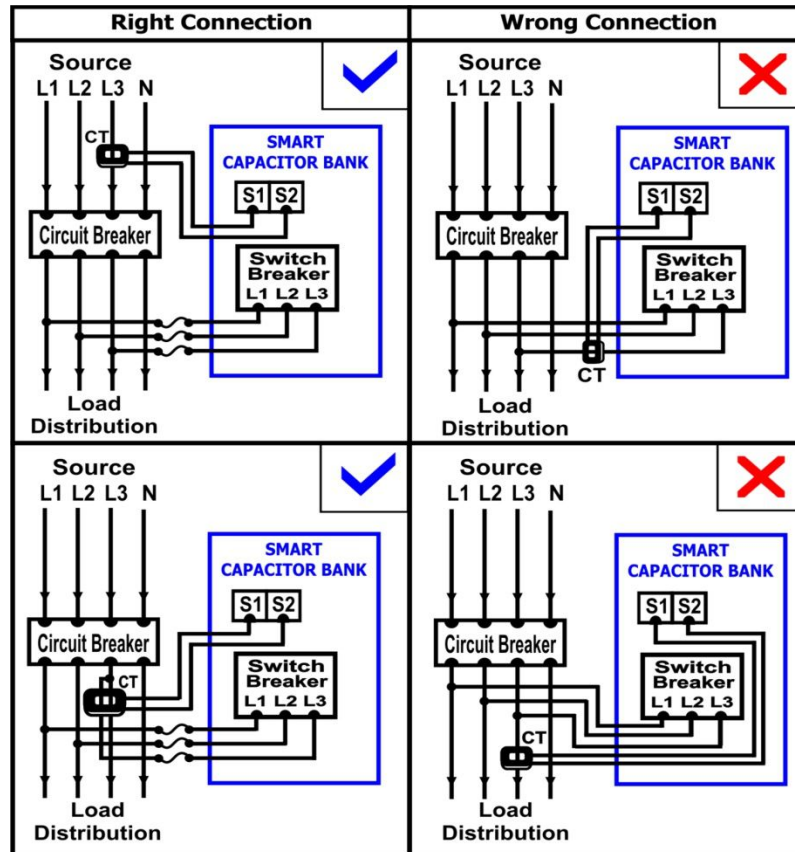 Right Connection
Wrong Connection
Source
L1 L2 L3 N
CT
SMART
CAPACITOR BANK
S1 S2
Circuit Breaker
Switch
Breaker
L1 L2 L3
Load
Distribution
Source
L1 L2 L3 N
SMART
CAPACITOR BANK
S1 S2
Circuit Breaker
Switch
Breaker
L1 L2 L3
CT
Load
Distribution
Source
L1 L2 L3 N
SMART
CAPACITOR BANK
S1 S2
Circuit Breaker
CT
Switch
Breaker
L1 L2 L3
Load
Distribution
Source
L1 L2 L3 N
SMART
CAPACITOR BANK
S1 S2
Circuit Breaker
Switch
Breaker
L1 L2 L3
CT
Load
Distribution